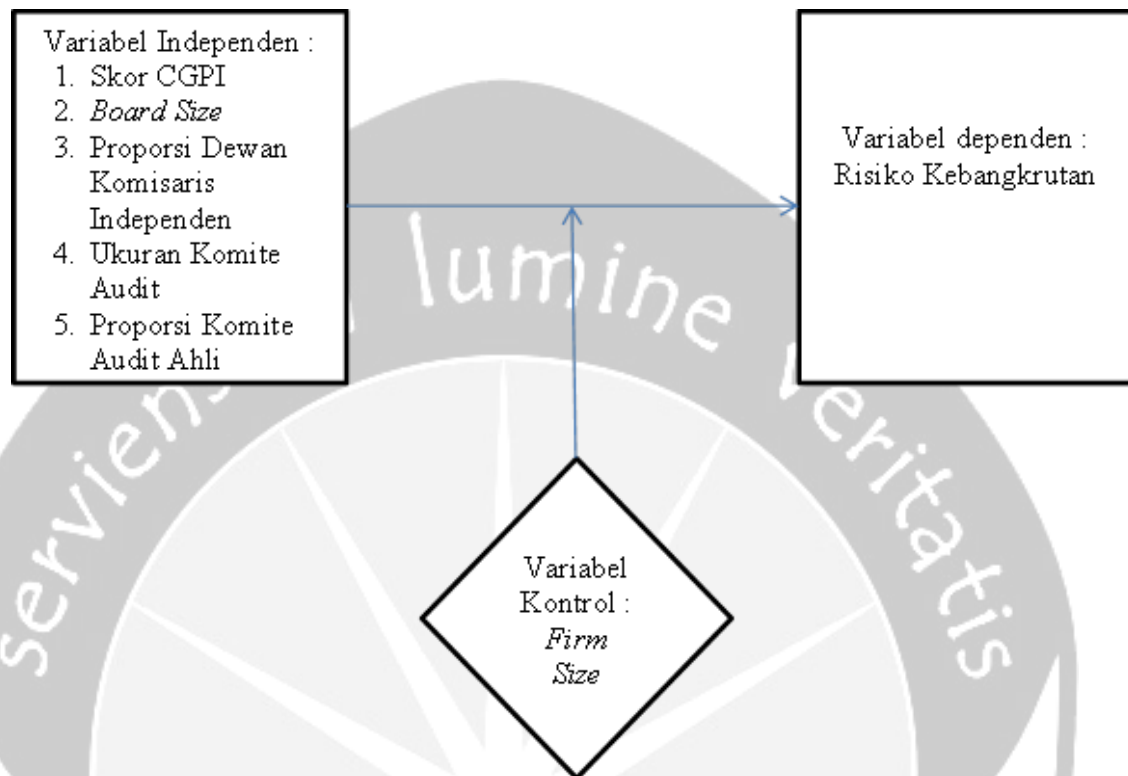 Variabel Independen :
1. Skor CGPI
2. Board Size
3. Proporsi Dewan
Komisaris
Independen
4. Ukuran Komite
Audit
5. Proporsi Komite
Audit Ahli
Variabel dependen :
Risiko Kebangkrutan
serviens
lumine veritatis
Variabel
Kontrol :
Firm
Size